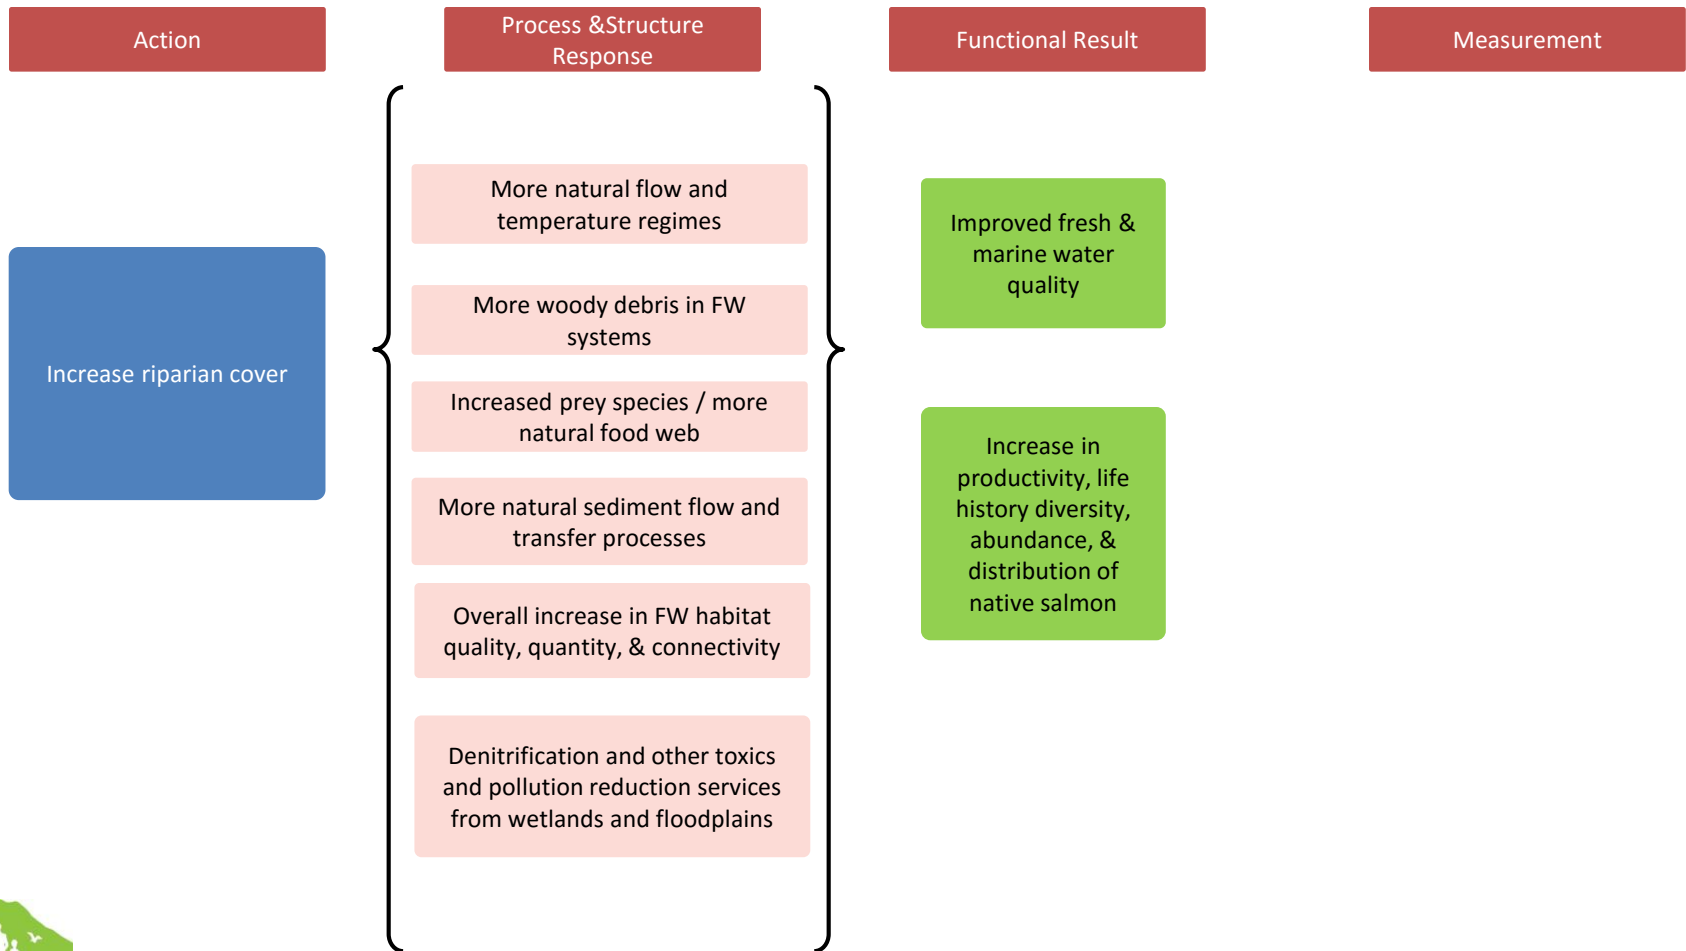 Action
Process &Structure
Response
Functional Result
Measurement
Increase riparian cover
More natural flow and
temperature regimes
More woody debris in FW
systems
Increased prey species / more
natural food web
More natural sediment flow and
transfer processes
Overall increase in FW habitat
quality, quantity, & connectivity
Denitrification and other toxics
and pollution reduction services
from wetlands and floodplains
Improved fresh &
marine water
quality
Increase in
productivity, life
history diversity,
abundance, &
distribution of
native salmon